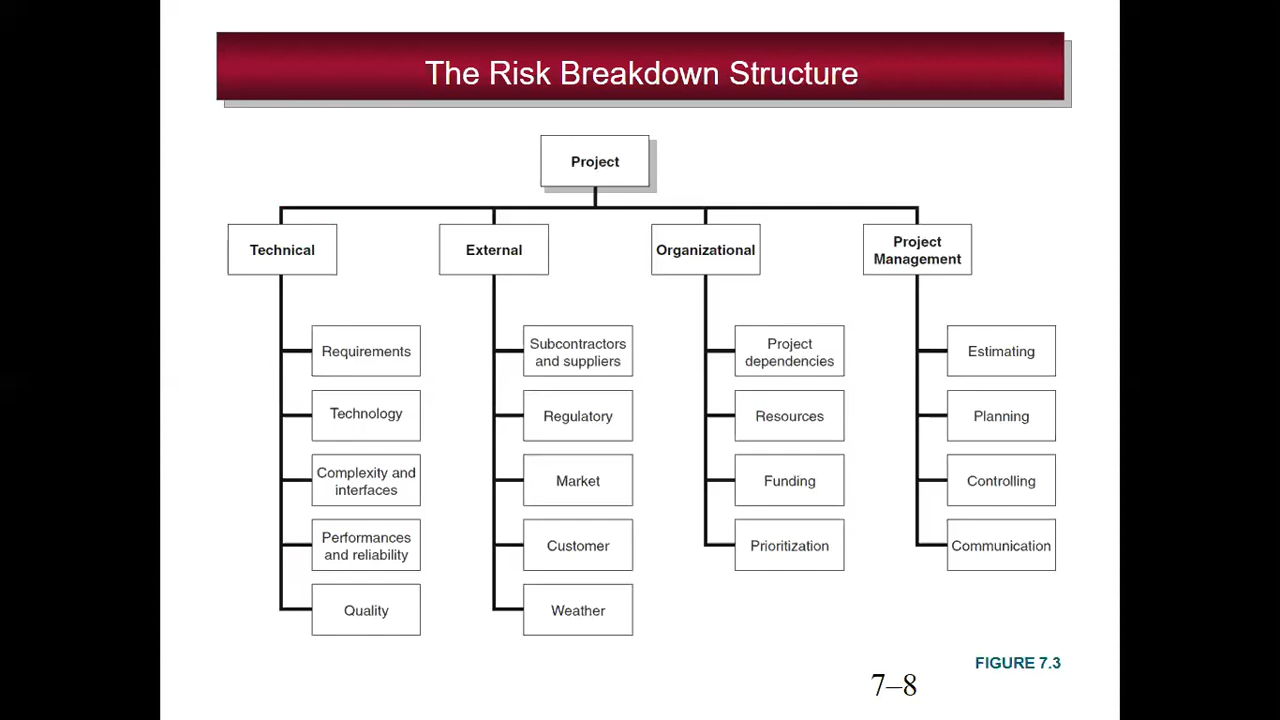 The Risk Breakdown Structure
Project
Technical
External
Organizational
Project
Management
Requirements
Technology
Complexity and
interfaces
Performances
and reliability
Quality
Subcontractors
and suppliers
Regulatory
Market
Customer
Weather
Project
dependencies
Resources
Funding
Prioritization
Estimating
Planning
Controlling
Communication
FIGURE 7.3
7–8